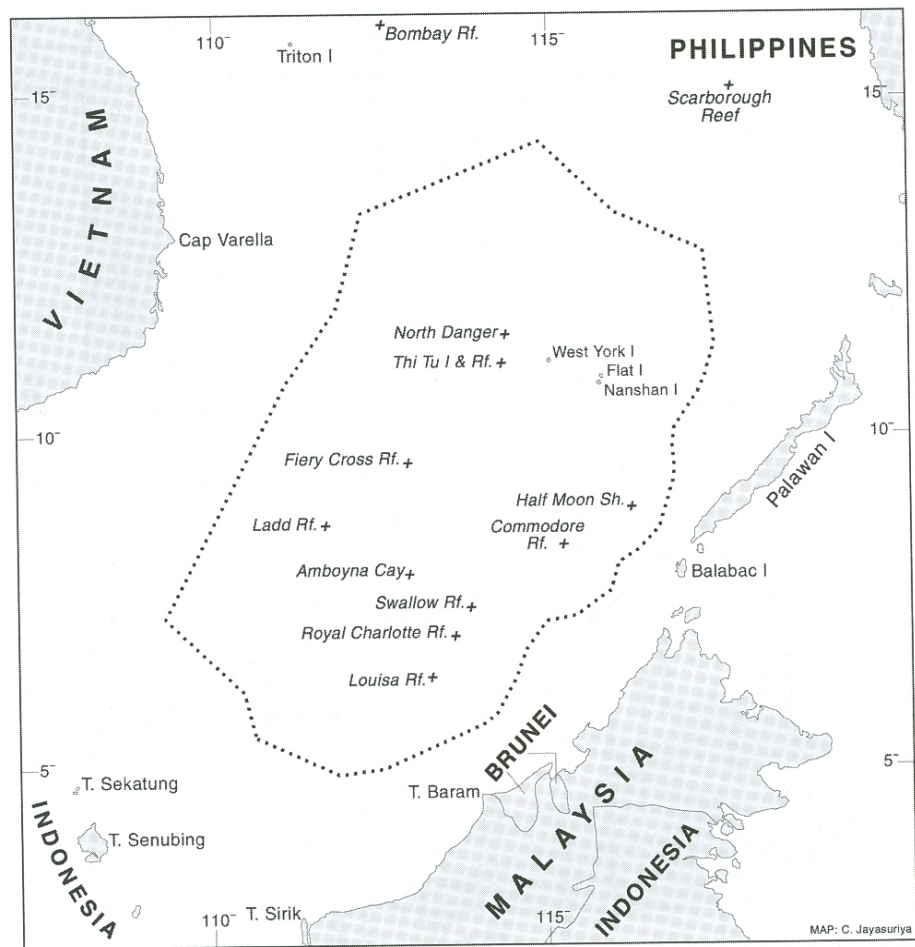 110-
115-
Bombay Rf.
Triton I
PHILIPPINES
15-
15-
Scarborough
Reef
VIETNAM
Cap Varella
North Danger
West York I
Thi Tu I & Rf.
Flat I
Nanshan I
10-
10-
Palawan I
Fiery Cross Rf.
Half Moon Sh.
Ladd Rf.
Commodore
Rf.
Amboyna Cay
Balabac I
Swallow Rf.
Royal Charlotte Rf.
Louisa Rf.
BRUNEI
5-
5-
T. Sekatung
T. Baram
MALAYSIA
INDONESIA
T. Senubing
INDONESIA
T. Sirik
110-
115-
MAP: C. Jayasuriya